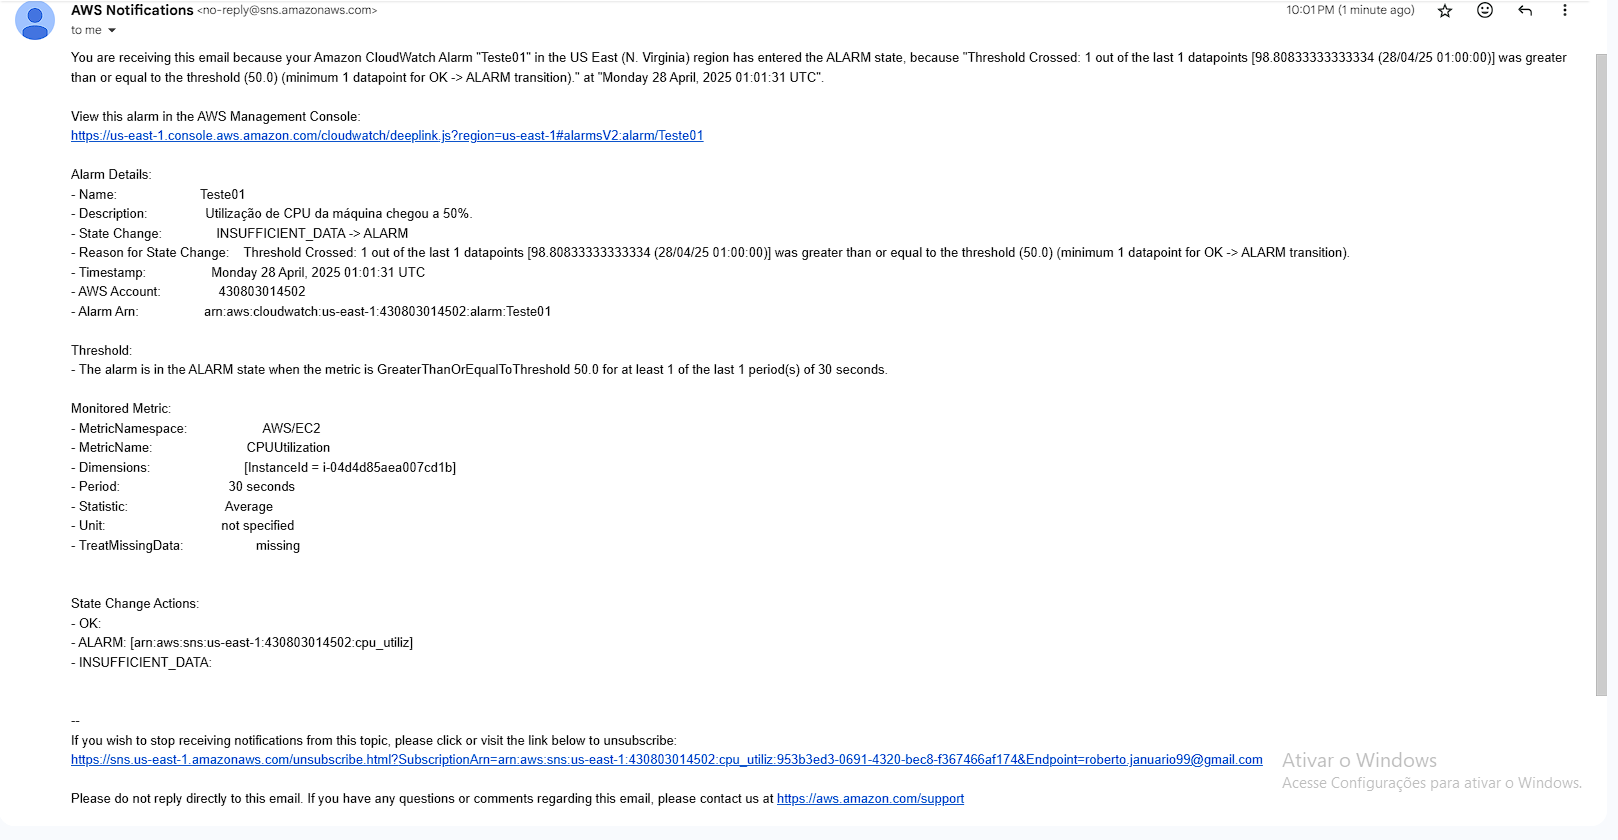 AWS Notifications <no-reply@sns.amazonaws.com>
10:01 PM (1 minute ago)
to me
You are receiving this email because your Amazon CloudWatch Alarm "Teste01" in the US East (N. Virginia) region has entered the ALARM state, because "Threshold Crossed: 1 out of the last 1 datapoints [98.80833333333334 (28/04/25 01:00:00)] was greater
than or equal to the threshold (50.0) (minimum 1 datapoint for OK -> ALARM transition)." at "Monday 28 April, 2025 01:01:31 UTC".
View this alarm in the AWS Management Console:
https://us-east-1.console.aws.amazon.com/cloudwatch/deeplink.js?region=us-east-1#alarmsV2:alarm/Teste01
Alarm Details:
- Name: Teste01
- Description: Utilização de CPU da máquina chegou a 50%.
- State Change: INSUFFICIENT_DATA -> ALARM
- Reason for State Change: Threshold Crossed: 1 out of the last 1 datapoints [98.80833333333334 (28/04/25 01:00:00)] was greater than or equal to the threshold (50.0) (minimum 1 datapoint for OK -> ALARM transition).
- Timestamp: Monday 28 April, 2025 01:01:31 UTC
- AWS Account: 430803014502
- Alarm Arn: arn:aws:cloudwatch:us-east-1:430803014502:alarm:Teste01
Threshold:
- The alarm is in the ALARM state when the metric is GreaterThanOrEqualToThreshold 50.0 for at least 1 of the last 1 period(s) of 30 seconds.
Monitored Metric:
- MetricNamespace: AWS/EC2
- MetricName: CPUUtilization
- Dimensions: [InstanceId = i-04d4d85aea007cd1b]
- Period: 30 seconds
- Statistic: Average
- Unit: not specified
- TreatMissingData: missing
State Change Actions:
- OK:
- ALARM: [arn:aws:sns:us-east-1:430803014502:cpu_utiliz]
- INSUFFICIENT_DATA:
--
If you wish to stop receiving notifications from this topic, please click or visit the link below to unsubscribe:
https://sns.us-east-1.amazonaws.com/unsubscribe.html?SubscriptionArn=arn:aws:sns:us-east-1:430803014502:cpu_utiliz:953b3ed3-0691-4320-bec8-f367466af174&Endpoint=roberto.januario99@gmail.com
Ativar o Windows
Acesse Configurações para ativar o Windows.
Please do not reply directly to this email. If you have any questions or comments regarding this email, please contact us at https://aws.amazon.com/support